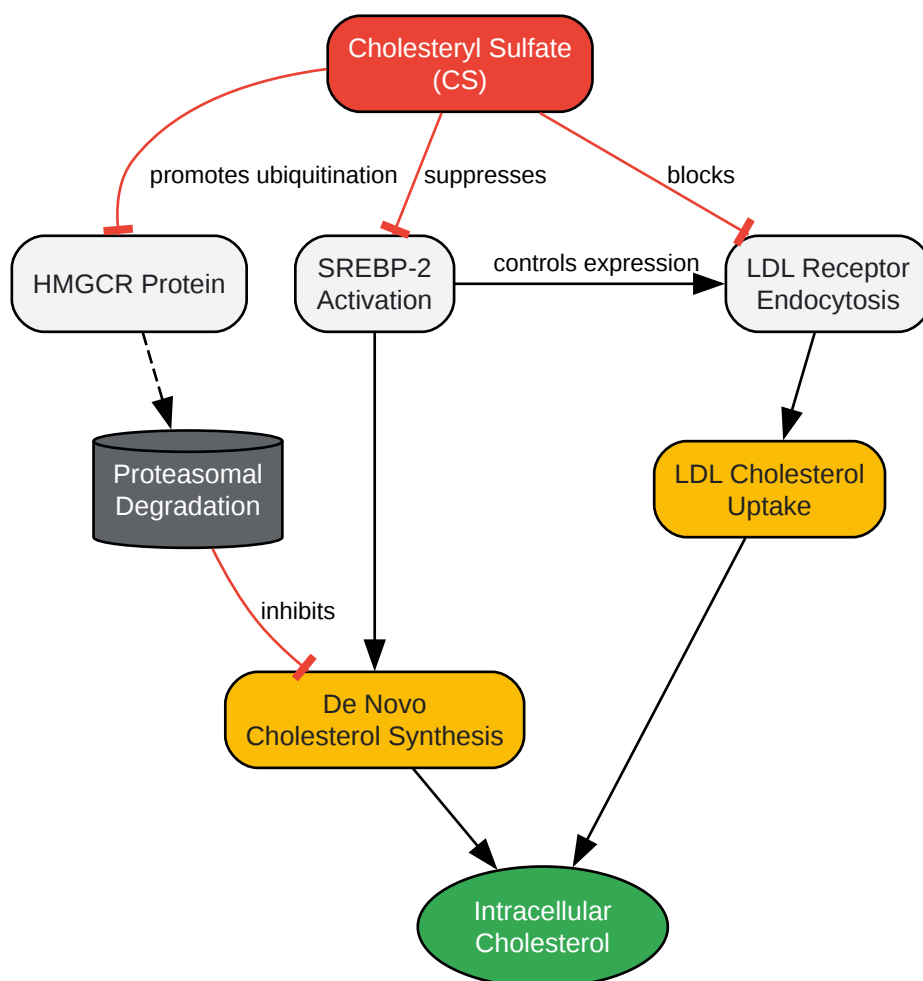 Cholesteryl Sulfate
(CS)
promotes ubiquitination
suppresses
blocks
HMGCR Protein
SREBP-2
Activation
controls expression
LDL Receptor
Endocytosis
Proteasomal
Degradation
LDL Cholesterol
Uptake
inhibits
De Novo
Cholesterol Synthesis
Intracellular
Cholesterol